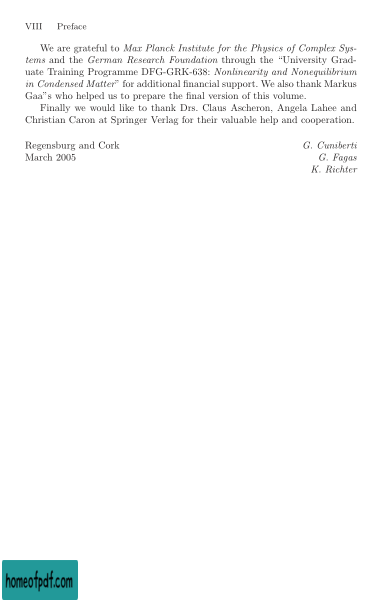 VIII Preface
We are grateful to Max Planck Institute for the Physics of Complex Sys-
tems and the German Research Foundation through the “University Grad-
uate Training Programme DFG-GRK-638: Nonlinearity and Nonequilibrium
in Condensed Matter” for additional financial support. We also thank Markus
Gaa”s who helped us to prepare the final version of this volume.
Finally we would like to thank Drs. Claus Ascheron, Angela Lahee and
Christian Caron at Springer Verlag for their valuable help and cooperation.
Regensburg and Cork G. Cuniberti
March 2005 G. Fagas
K. Richter
homeofpdf.com